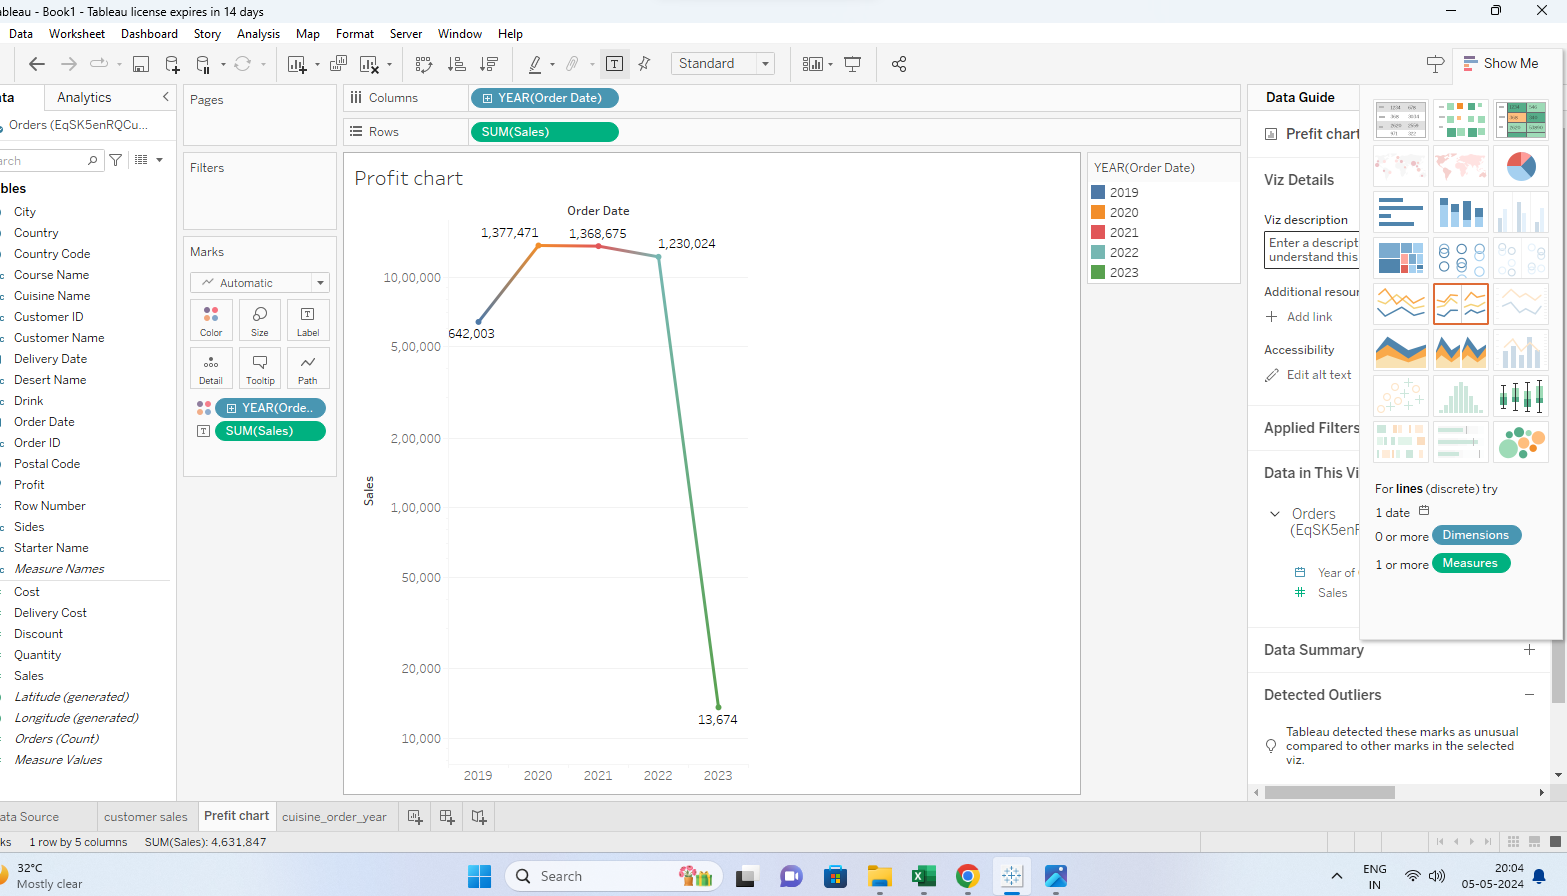 ableau - Book1 - Tableau license expires in 14 days
Data Worksheet Dashboard Story Analysis Map Format Server Window Help
Standard
Show Me
ta Analytics
Orders (EqSK5enRQCu...
arch
bles
City
Country
Country Code
Course Name
Cuisine Name
Customer ID
Customer Name
Delivery Date
Desert Name
Drink
Order Date
Order ID
Postal Code
Profit
Row Number
Sides
Starter Name
Measure Names
Cost
Delivery Cost
Discount
Quantity
Sales
Latitude (generated)
Longitude (generated)
Orders (Count)
Measure Values
Pages
Filters
Marks
Automatic
Color Size Label
Detail Tooltip Path
YEAR(Orde..
SUM(Sales)
Columns YEAR(Order Date)
Rows SUM(Sales)
Profit chart
Order Date
1,377,471
1,368,675
1,230,024
642,003
13,674
Sales
10,00,000
5,00,000
2,00,000
1,00,000
50,000
20,000
10,000
2019 2020 2021 2022 2023
YEAR(Order Date)
2019
2020
2021
2022
2023
Data Guide
Prefit chart
Viz Details
Viz description
Enter a descript
understand this
Additional resour
Add link
Accessibility
Edit alt text
Applied Filters
Data in This Vi
Orders
(EqSK5enF
Year of
Sales
For lines (discrete) try
1 date
0 or more Dimensions
1 or more Measures
Data Summary
Detected Outliers
Tableau detected these marks as unusual
compared to other marks in the selected
viz.
ata Source customer sales Prefit chart cuisine_order_year
ks 1 row by 5 columns SUM(Sales): 4,631.847
32°C
Mostly clear
Search
ENG
IN
20:04
05-05-2024